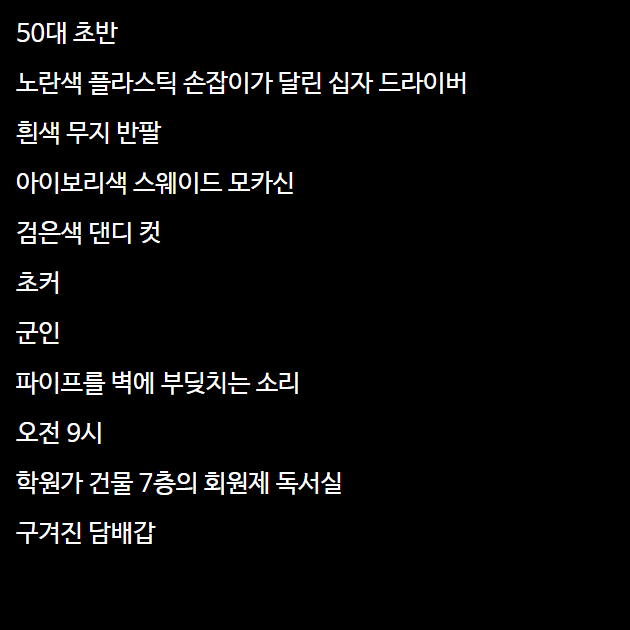 50대 초반
노란색 플라스틱 손잡이가 달린 십자 드라이버
흰색 무지 반팔
아이보리색 스웨이드 모카신
검은색 댄디 컷
초커
군인
파이프를 벽에 부딪치는 소리
오전 9시
학원가 건물 7층의 회원제 독서실
구겨진 담배갑